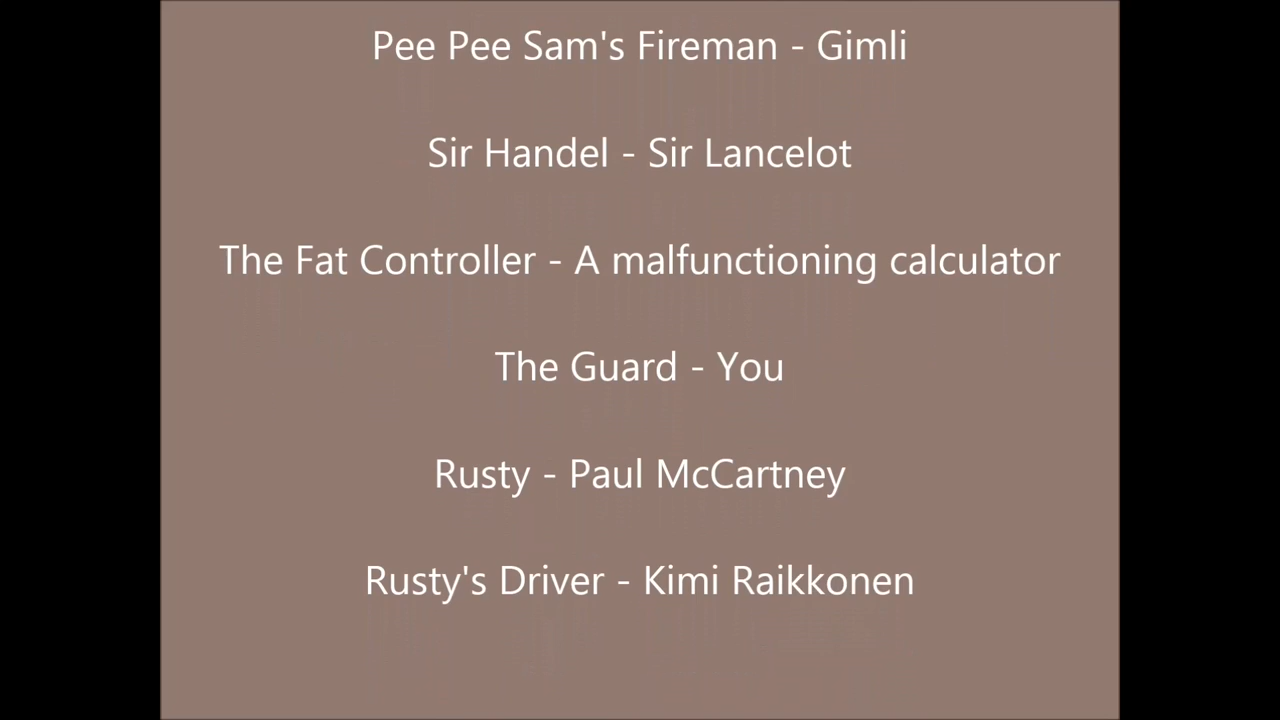 Pee Pee Sam's Fireman - Gimli
Sir Handel - Sir Lancelot
The Fat Controller - A malfunctioning calculator
The Guard - You
Rusty - Paul McCartney
Rusty's Driver - Kimi Raikkonen